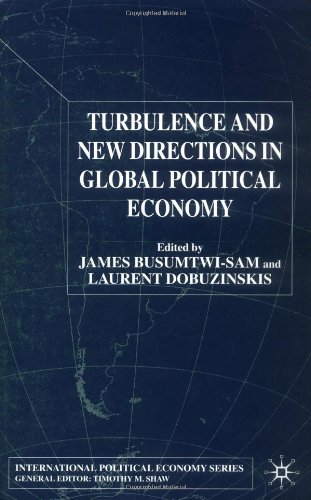 TURBULENCE AND
NEW DIRECTIONS IN
GLOBAL POLITICAL
ECONOMY
Edited by
JAMES BUSUMTWI-SAM and
LAURENT DOBUZINSKIS
INTERNATIONAL POLITICAL ECONOMY SERIES
GENERAL EDITOR: TIMOTHY M. SHAW